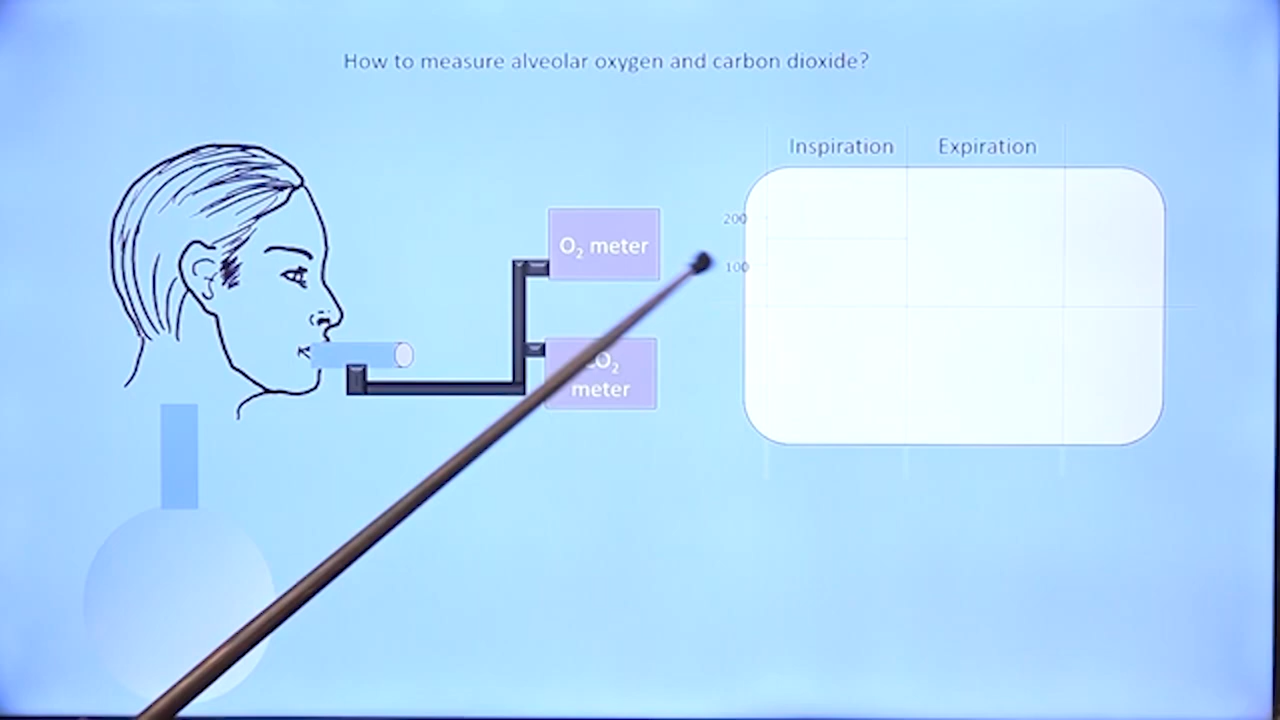 How to measure alveolar oxygen and carbon dioxide?
Inspiration Expiration
200
100
O₂ meter
meter